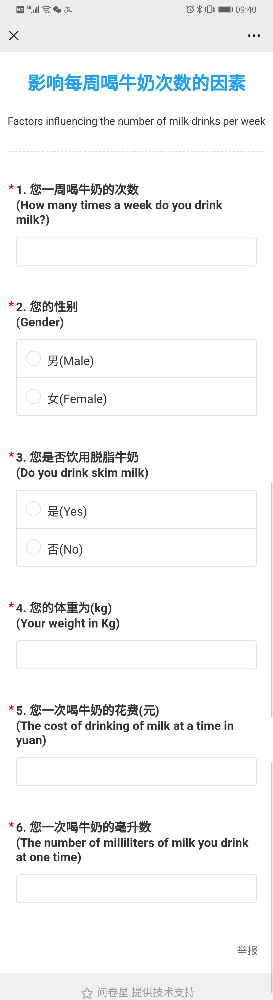 HD 4G 支 09:40
影响每周喝牛奶次数的因素
Factors influencing the number of milk drinks per week
* 1. 您一周喝牛奶的次数
(How many times a week do you drink
milk?)
* 2. 您的性别
(Gender)
男(Male)
女(Female)
* 3. 您是否饮用脱脂牛奶
(Do you drink skim milk)
是(Yes)
否(No)
* 4. 您的体重为(kg)
(Your weight in Kg)
* 5. 您一次喝牛奶的花费(元)
(The cost of drinking of milk at a time in
yuan)
* 6. 您一次喝牛奶的毫升数
(The number of milliliters of milk you drink
at one time)
举报
问卷星 提供技术支持